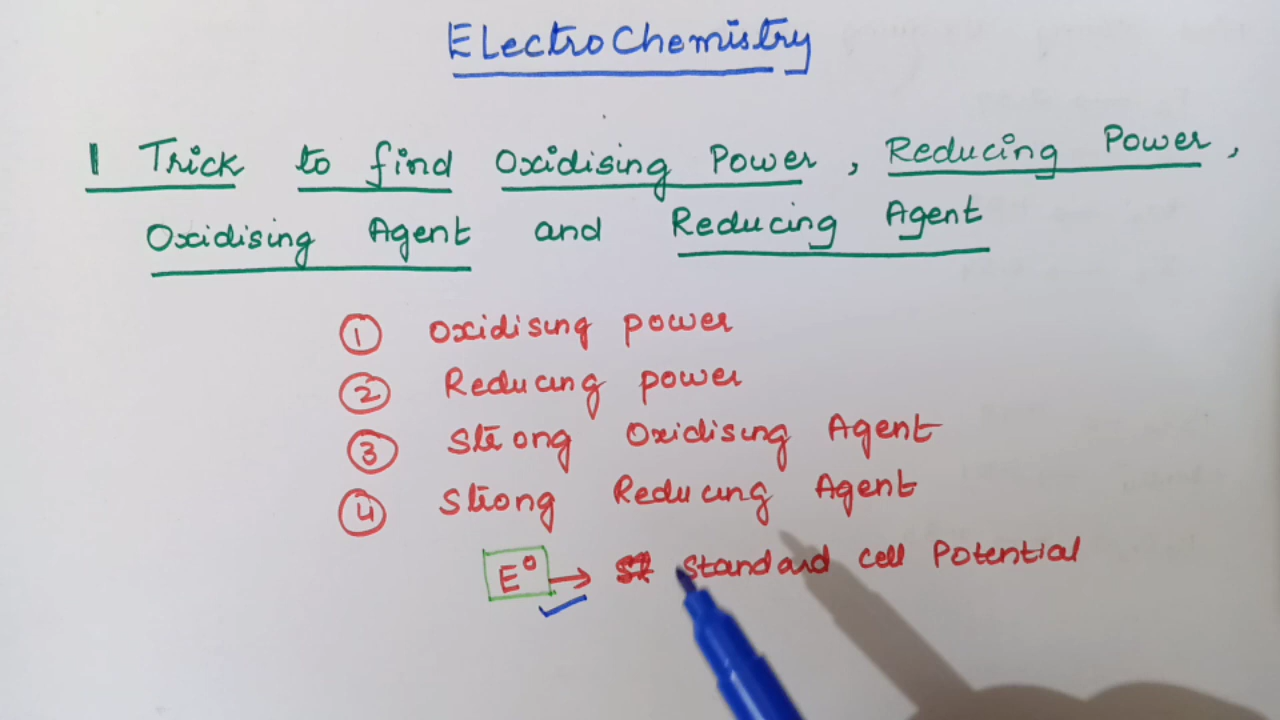 ElectroChemistry
1 Trick to find Oxidising Power, Reducing Power,
Oxidising Agent and Reducing Agent
① Oxidising power
② Reducing power
③ Strong Oxidising Agent
④ Strong Reducing Agent
E⁰ → Standard cell Potential